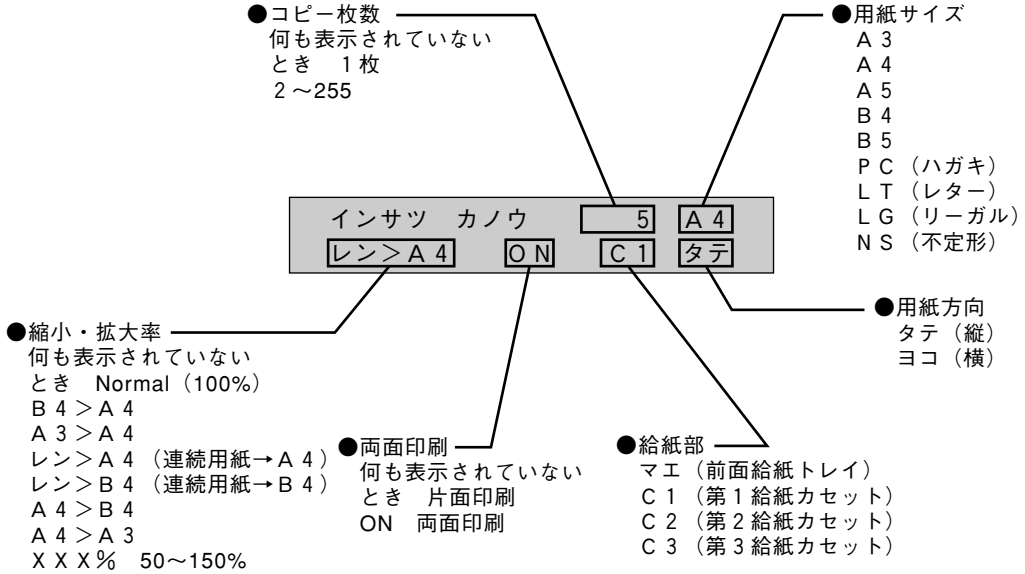 ●コピー枚数
何も表示されていない
とき　1枚
2～255
●用紙サイズ
A3
A4
A5
B4
B5
PC（ハガキ）
LT（レター）
LG（リーガル）
NS（不定形）
インサツ　カノウ　5　A4
レン＞A4　ON　C1　タテ
●用紙方向
タテ（縦）
ヨコ（横）
●縮小・拡大率
何も表示されていない
とき　Normal（100%）
B4＞A4
A3＞A4
レン＞A4（連続用紙→A4）
レン＞B4（連続用紙→B4）
A4＞B4
A4＞A3
XXX％　50～150%
●両面印刷
何も表示されていない
とき　片面印刷
ON　両面印刷
●給紙部
マエ（前面給紙トレイ）
C1（第1給紙カセット）
C2（第2給紙カセット）
C3（第3給紙カセット）